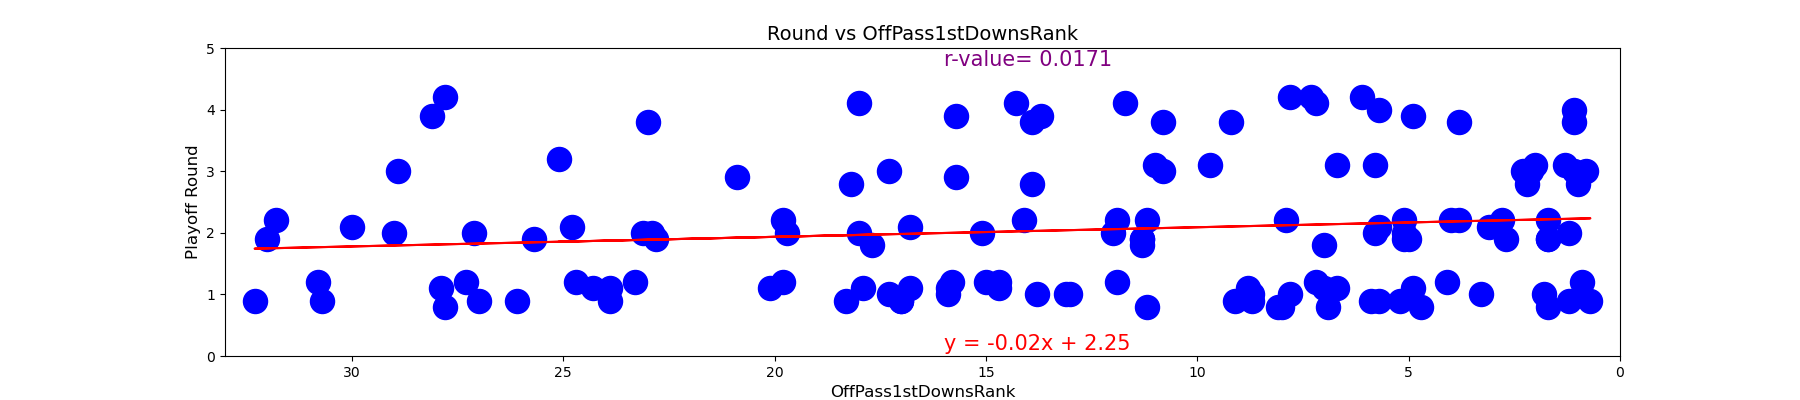 Round vs OffPass1stDownsRank
r-value= 0.0171
5
4
3
2
1
0
Playoff Round
y = -0.02x + 2.25
30 25 20 15 10 5 0
OffPass1stDownsRank